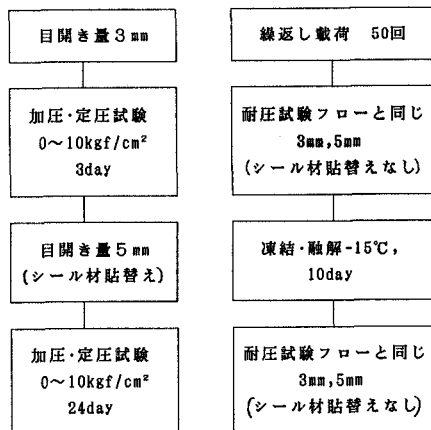 目開き量3mm
加圧・定圧試験
0～10kgf/cm²
3day
目開き量5mm
(シール材貼替え)
加圧・定圧試験
0～10kgf/cm²
24day
繰返し載荷 50回
耐圧試験フローと同じ
3mm,5mm
(シール材貼替えなし)
凍結・融解-15℃,
10day
耐圧試験フローと同じ
3mm,5mm
(シール材貼替えなし)